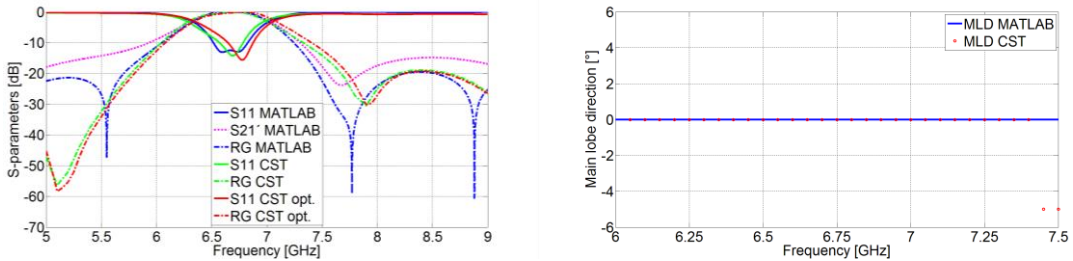 0
-10
-20
-30
-40
-50
-60
-70
S-parameters [dB]
S11 MATLAB
S21´ MATLAB
RG MATLAB
S11 CST
RG CST
S11 CST opt.
RG CST opt.
5 5.5 6 6.5 7 7.5 8 8.5 9
Frequency [GHz]
6
4
2
0
-2
-4
-6
Main lobe direction [°]
MLD MATLAB
MLD CST
6 6.25 6.5 6.75 7 7.25 7.5
Frequency [GHz]